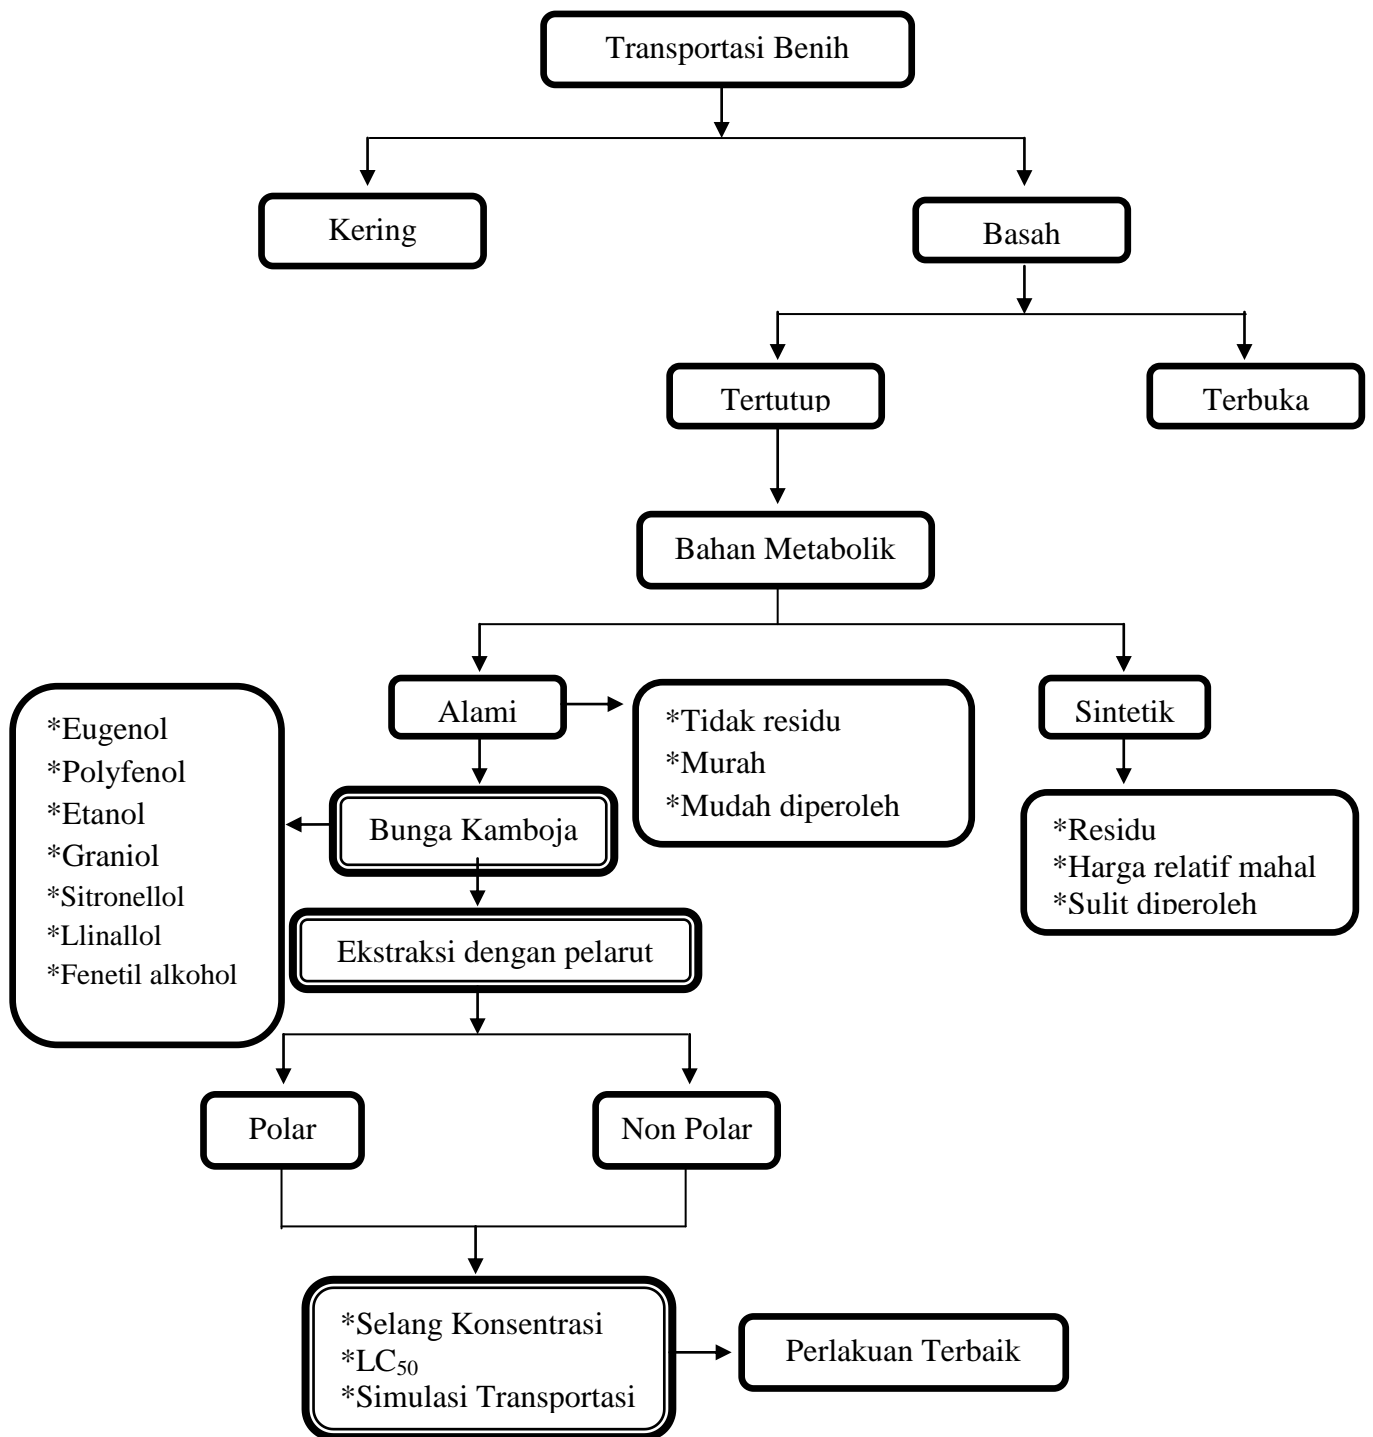 Transportasi Benih
Kering
Basah
Tertutup
Terbuka
Bahan Metabolik
Alami
Sintetik
*Eugenol
*Polyfenol
*Etanol
*Graniol
*Sitronellol
*Llinallol
*Fenetil alkohol
*Tidak residu
*Murah
*Mudah diperoleh
*Residu
*Harga relatif mahal
*Sulit diperoleh
Bunga Kamboja
Ekstraksi dengan pelarut
Polar
Non Polar
*Selang Konsentrasi
*LC₅₀
*Simulasi Transportasi
Perlakuan Terbaik